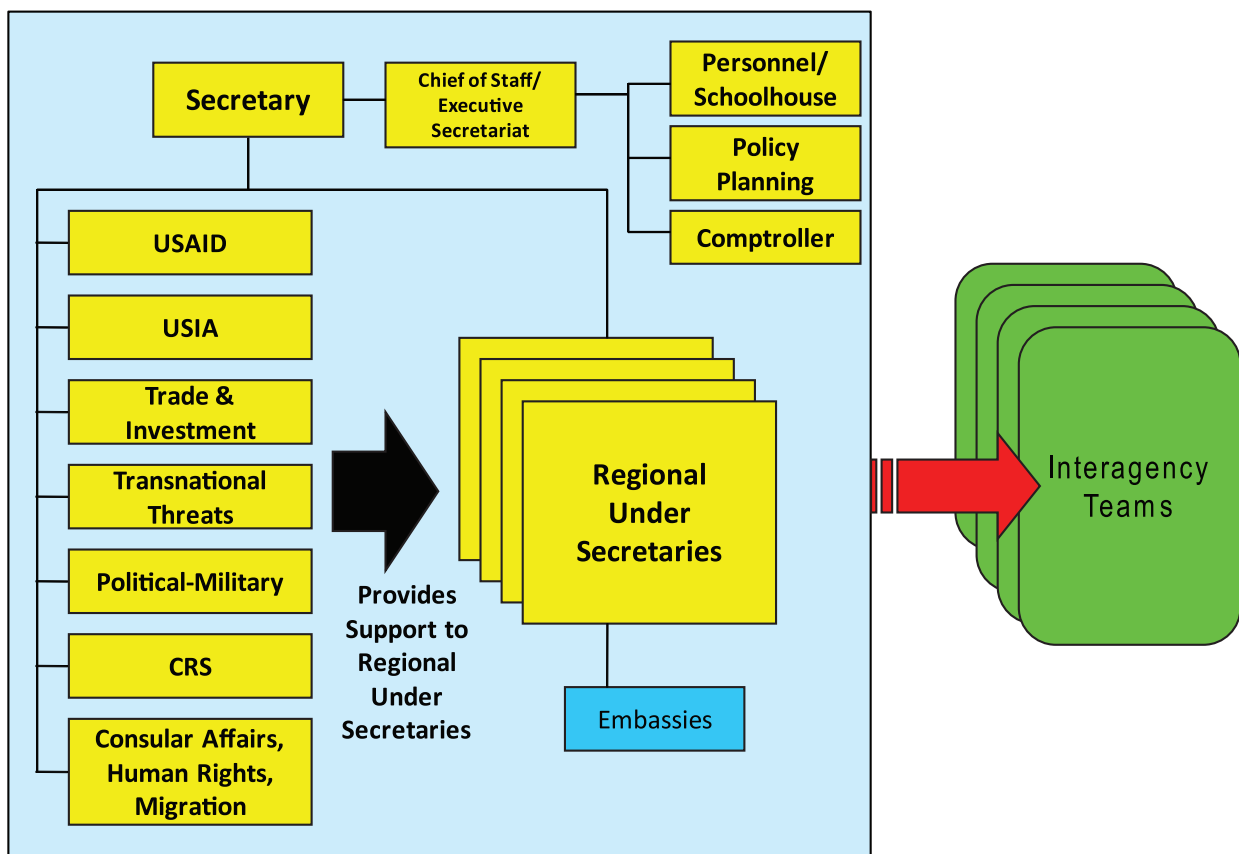 Secretary
Chief of Staff/
Executive
Secretariat
Personnel/
Schoolhouse
Policy
Planning
Comptroller
USAID
USIA
Trade &
Investment
Transnational
Threats
Political-Military
CRS
Consular Affairs,
Human Rights,
Migration
Provides
Support to
Regional
Under
Secretaries
Regional
Under
Secretaries
Embassies
Interagency
Teams